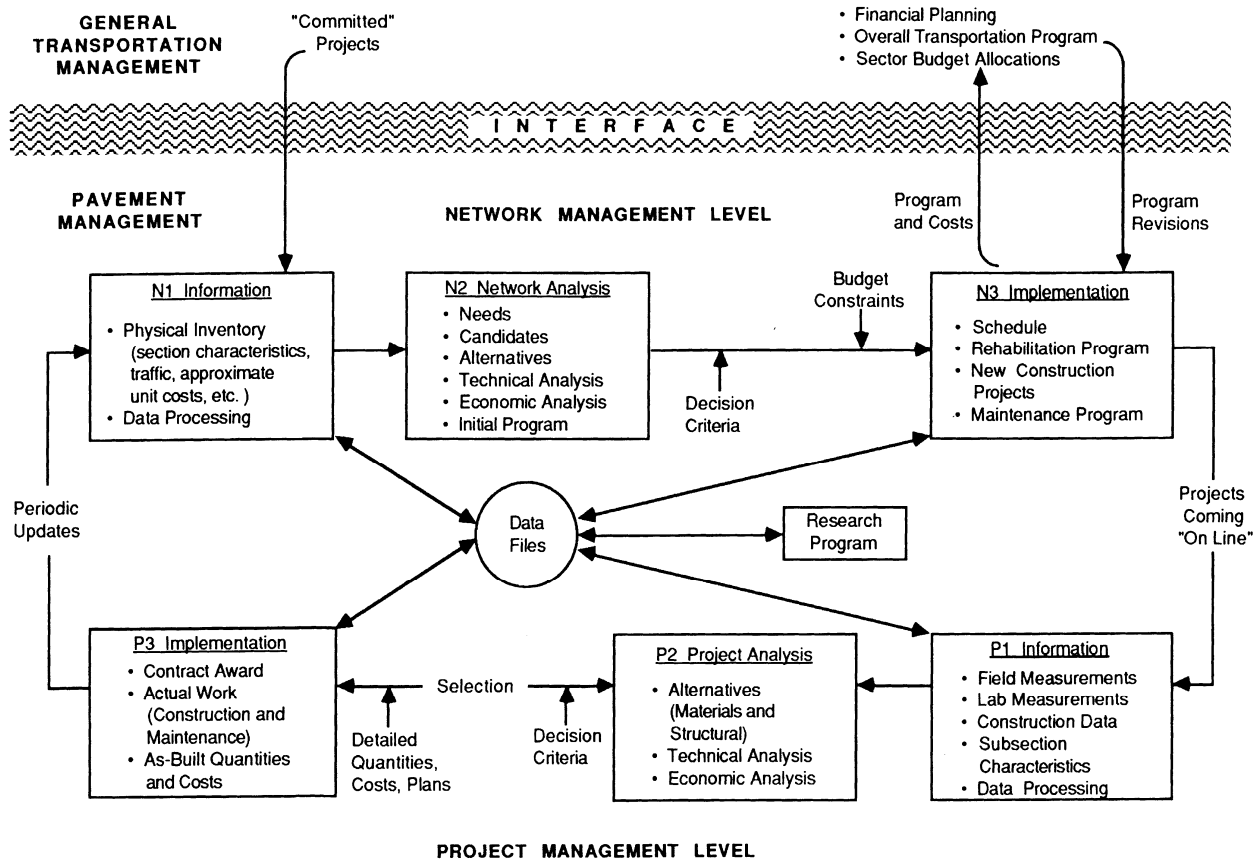 GENERAL
TRANSPORTATION
MANAGEMENT
"Committed"
Projects
• Financial Planning
• Overall Transportation Program
• Sector Budget Allocations
INTERFACE
PAVEMENT
MANAGEMENT
NETWORK MANAGEMENT LEVEL
Program
and Costs
Program
Revisions
N1 Information
• Physical Inventory
(section characteristics,
traffic, approximate
unit costs, etc. )
• Data Processing
N2 Network Analysis
• Needs
• Candidates
• Alternatives
• Technical Analysis
• Economic Analysis
• Initial Program
Budget
Constraints
Decision
Criteria
N3 Implementation
• Schedule
• Rehabilitation Program
• New Construction
Projects
• Maintenance Program
Periodic
Updates
Data
Files
Research
Program
Projects
Coming
"On Line"
P3 Implementation
• Contract Award
• Actual Work
(Construction and
Maintenance)
• As-Built Quantities
and Costs
Selection
Detailed
Quantities,
Costs, Plans
Decision
Criteria
P2 Project Analysis
• Alternatives
(Materials and
Structural)
• Technical Analysis
• Economic Analysis
P1 Information
• Field Measurements
• Lab Measurements
• Construction Data
• Subsection
Characteristics
• Data Processing
PROJECT MANAGEMENT LEVEL